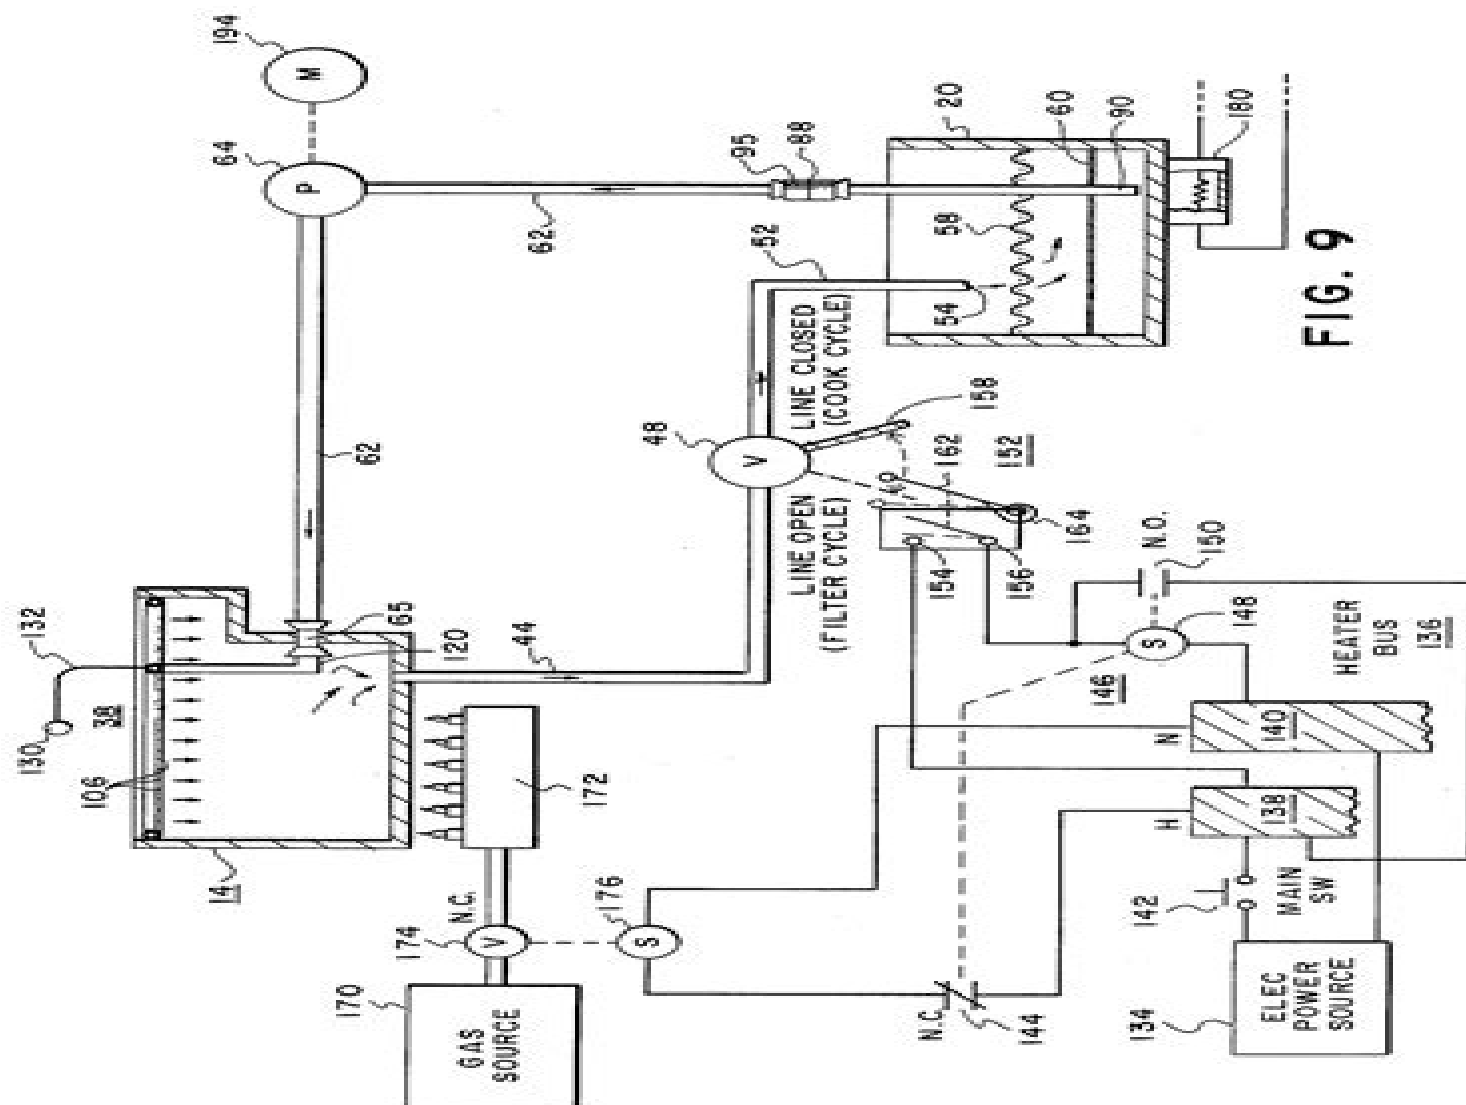 194
M
64
P
62
132
130
38
106
65
120
14
44
172
N.C.
174
V
176
S
170
GAS
SOURCE
95
88
62
52
20
60
90
58
54
180
48
V
LINE CLOSED
(COOK CYCLE)
LINE OPEN
(FILTER CYCLE)
158
162
152
164
154
156
N.O.
150
148
S
146
HEATER
BUS
136
N
140
H
138
142
MAIN
SW
N.C.
144
134
ELEC
POWER
SOURCE
FIG. 9